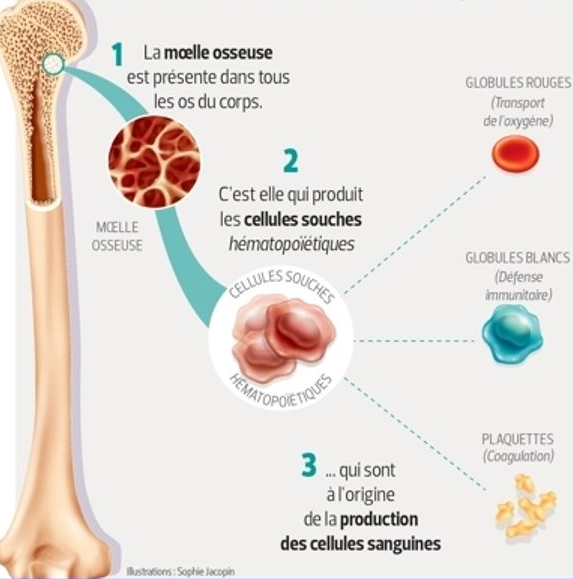 1 La mœlle osseuse
est présente dans tous
les os du corps.
MŒLLE
OSSEUSE
2
C'est elle qui produit
les cellules souches
hématopoïétiques
CELLULES SOUCHES
HÉMATOPOÏÉTIQUES
GLOBULES ROUGES
(Transport
de l'oxygène)
GLOBULES BLANCS
(Défense
immunitaire)
PLAQUETTES
(Coagulation)
3 ... qui sont
à l'origine
de la production
des cellules sanguines
Illustrations : Sophie Jacopin